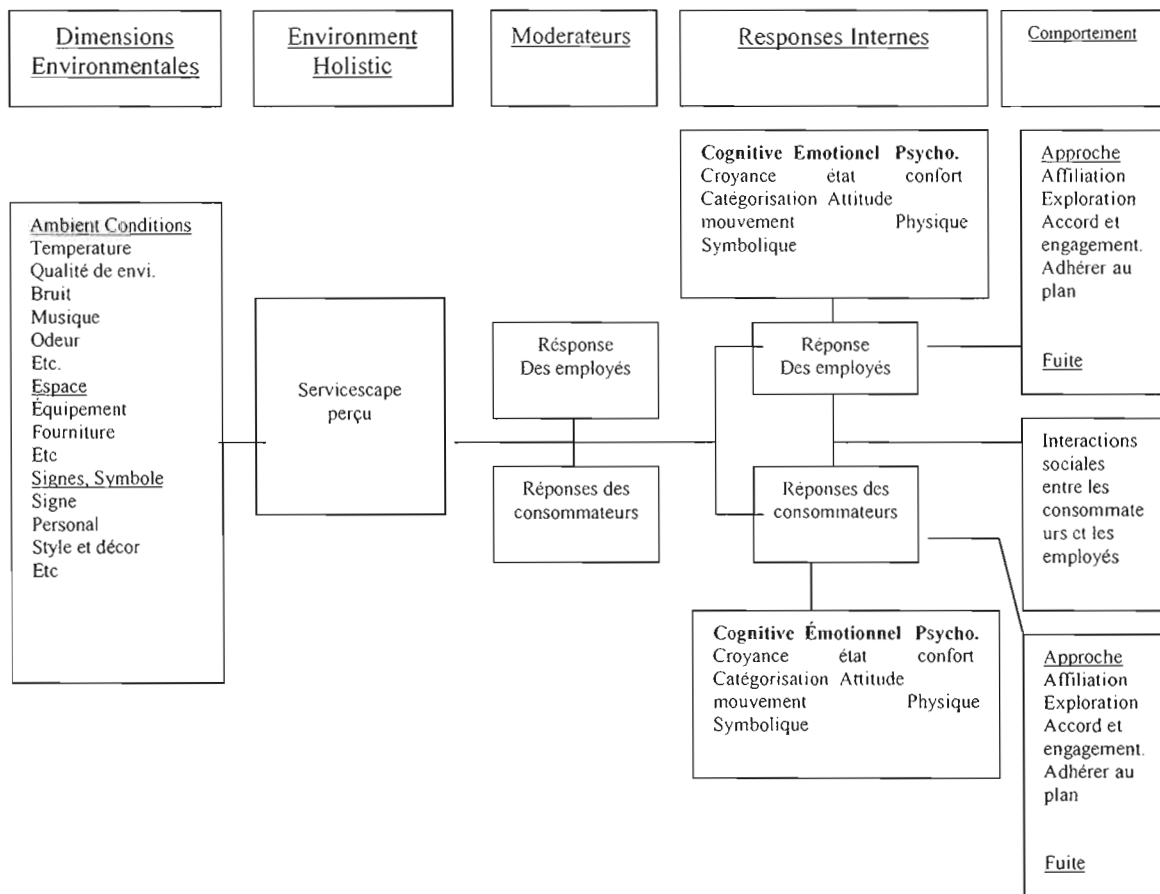 Dimensions
Environmentales
Environment
Holistic
Moderateurs
Responses Internes
Comportement
Ambient Conditions
Temperature
Qualité de envi.
Bruit
Musique
Odeur
Etc.
Espace
Équipement
Fourniture
Etc
Signes, Symbole
Signe
Personal
Style et décor
Etc
Servicescape
perçu
Résponse
Des employés
Réponses des
consommateurs
Cognitive Emotionel Psycho.
Croyance état confort
Catégorisation Attitude
mouvement Physique
Symbolique
Réponse
Des employés
Réponses des
consommateurs
Cognitive Émotionnel Psycho.
Croyance état confort
Catégorisation Attitude
mouvement Physique
Symbolique
Approche
Affiliation
Exploration
Accord et
engagement.
Adhérer au
plan
Fuite
Interactions
sociales
entre les
consommate
urs et les
employés
Approche
Affiliation
Exploration
Accord et
engagement.
Adhérer au
plan
Fuite